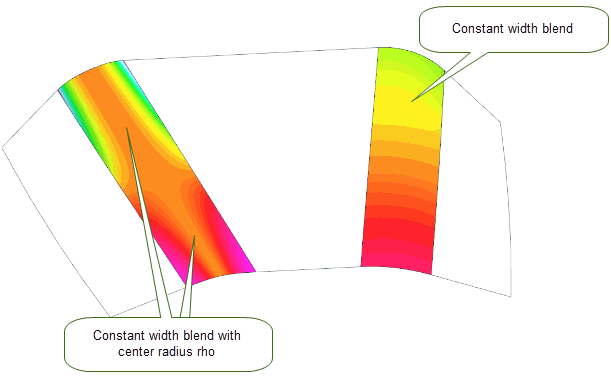 Constant width blend
Constant width blend with
center radius rho